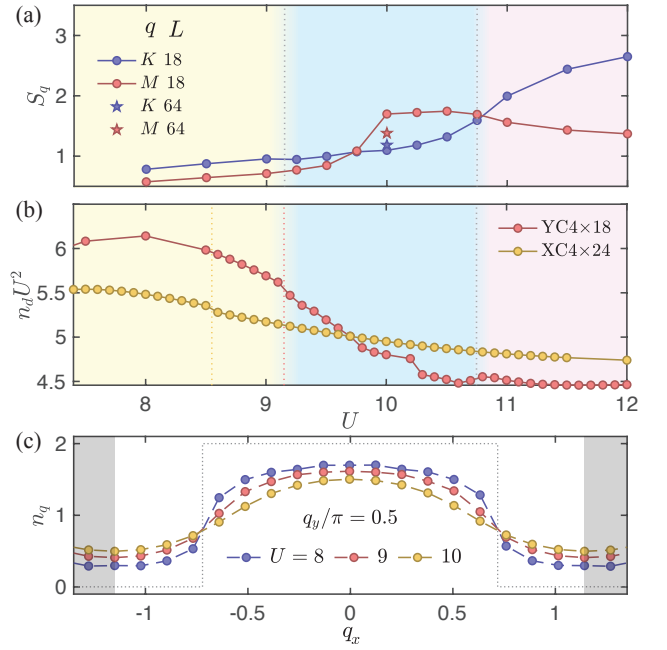 (a)
q L
K 18
M 18
K 64
M 64
S_q
3
2
1
(b)
YC4×18
XC4×24
n_d U^2
6
5.5
5
4.5
8 9 10 11 12
U
(c)
n_q
2
1
0
q_y/π = 0.5
U = 8 9 10
-1 -0.5 0 0.5 1
q_x